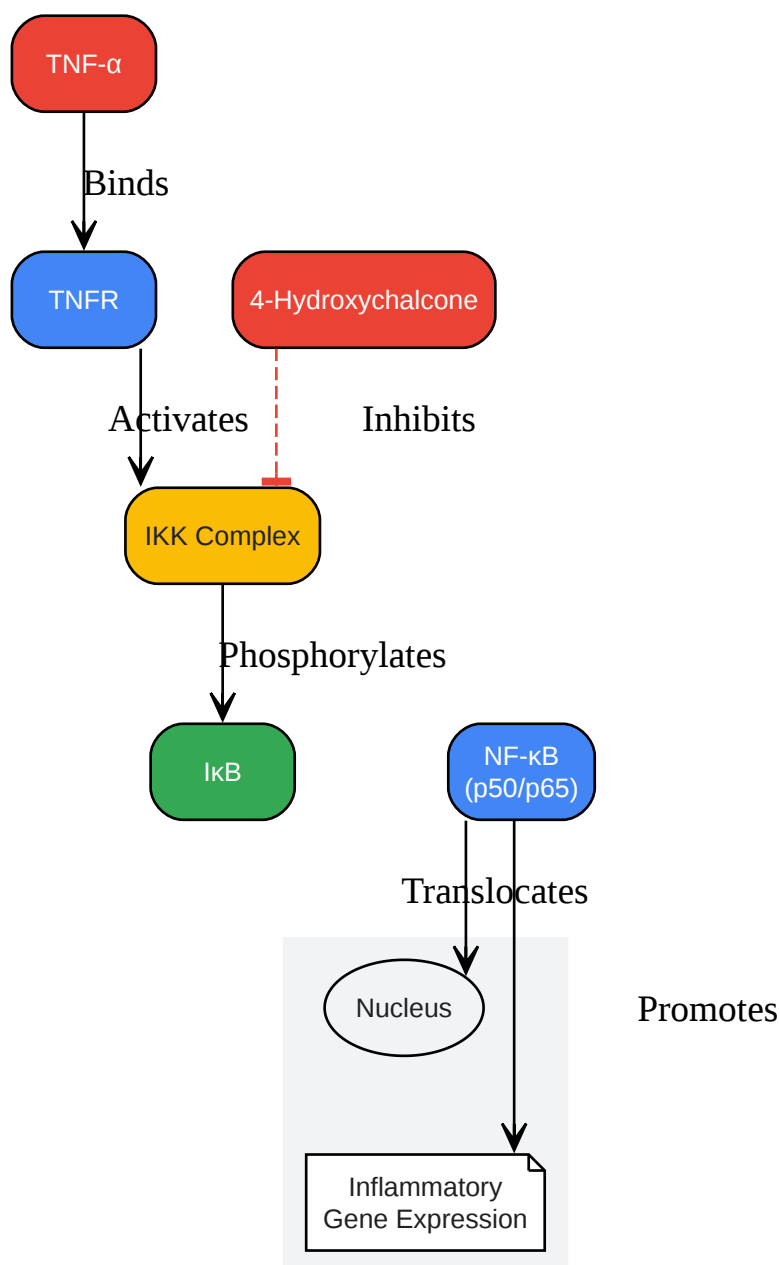 TNF-α
Binds
TNFR
4-Hydroxychalcone
Activates
Inhibits
IKK Complex
Phosphorylates
IκB
NF-κB
(p50/p65)
Translocates
Nucleus
Promotes
Inflammatory
Gene Expression